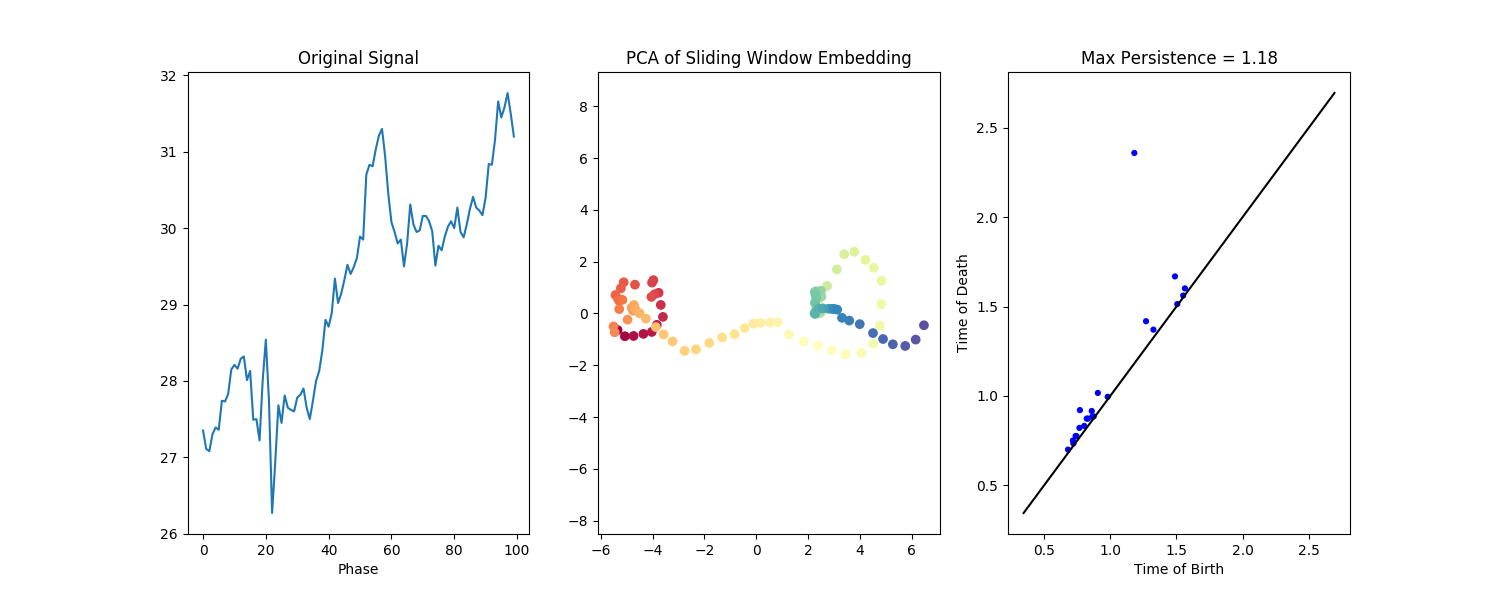 Original Signal
32
31
30
29
28
27
26
0 20 40 60 80 100
Phase
PCA of Sliding Window Embedding
8
6
4
2
0
−2
−4
−6
−8
−6 −4 −2 0 2 4 6
Max Persistence = 1.18
Time of Death
2.5
2.0
1.5
1.0
0.5
0.5 1.0 1.5 2.0 2.5
Time of Birth